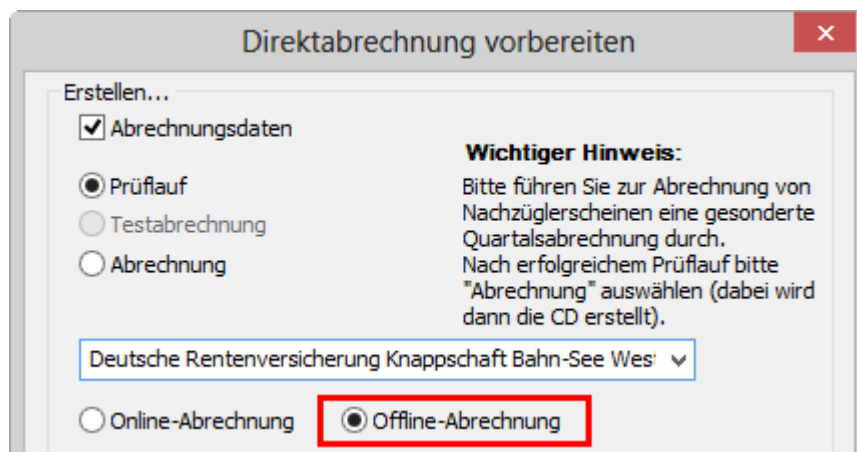 Direktabrechnung vorbereiten
Erstellen...
Abrechnungsdaten
Prüflauf
Testabrechnung
Abrechnung
Wichtiger Hinweis:
Bitte führen Sie zur Abrechnung von
Nachzüglerscheinen eine gesonderte
Quartalsabrechnung durch.
Nach erfolgreichem Prüflauf bitte
"Abrechnung" auswählen (dabei wird
dann die CD erstellt).
Deutsche Rentenversicherung Knappschaft Bahn-See West
Online-Abrechnung
Offline-Abrechnung